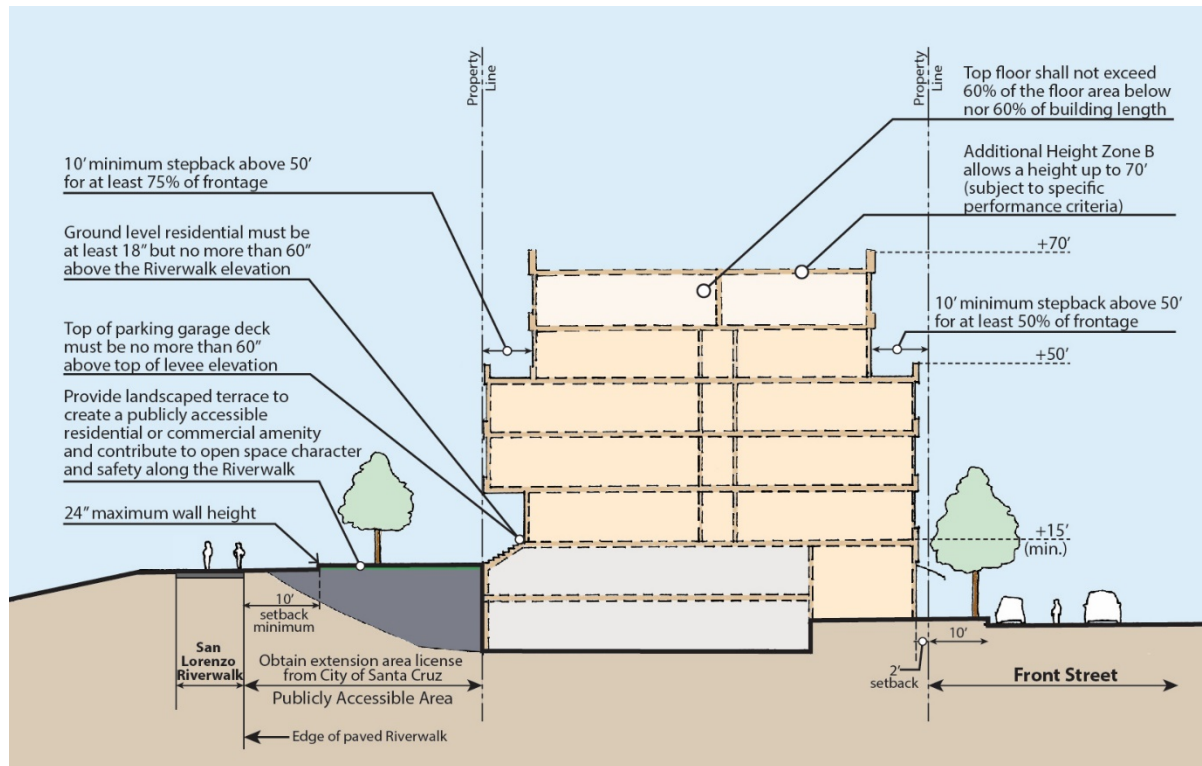 Property
Line
Property
Line
Top floor shall not exceed
60% of the floor area below
nor 60% of building length
10' minimum stepback above 50'
for at least 75% of frontage
Additional Height Zone B
allows a height up to 70'
(subject to specific
performance criteria)
Ground level residential must be
at least 18" but no more than 60"
above the Riverwalk elevation
+70'
10' minimum stepback above 50'
for at least 50% of frontage
Top of parking garage deck
must be no more than 60"
above top of levee elevation
+50'
Provide landscaped terrace to
create a publicly accessible
residential or commercial amenity
and contribute to open space character
and safety along the Riverwalk
24" maximum wall height
+15'
(min.)
10'
setback
minimum
10'
2'
setback
San
Lorenzo
Riverwalk
Obtain extension area license
from City of Santa Cruz
Publicly Accessible Area
Front Street
Edge of paved Riverwalk